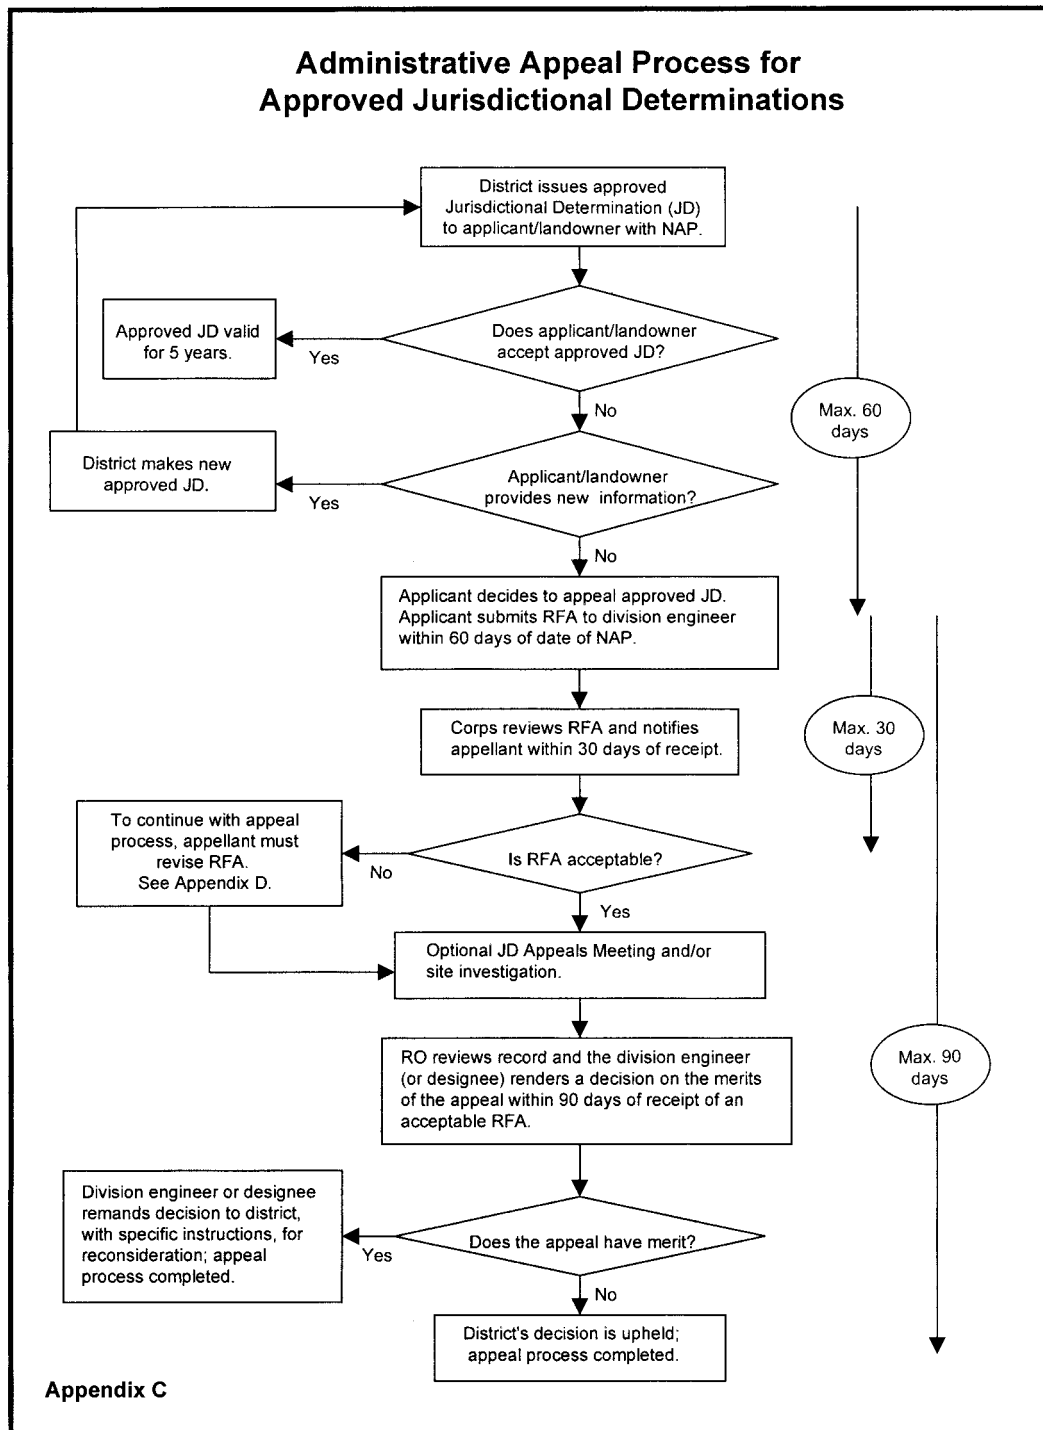 Administrative Appeal Process for
Approved Jurisdictional Determinations
District issues approved
Jurisdictional Determination (JD)
to applicant/landowner with NAP.
Does applicant/landowner
accept approved JD?
Yes
Approved JD valid
for 5 years.
No
Max. 60
days
Applicant/landowner
provides new information?
Yes
District makes new
approved JD.
No
Applicant decides to appeal approved JD.
Applicant submits RFA to division engineer
within 60 days of date of NAP.
Corps reviews RFA and notifies
appellant within 30 days of receipt.
Max. 30
days
Is RFA acceptable?
No
To continue with appeal
process, appellant must
revise RFA.
See Appendix D.
Yes
Optional JD Appeals Meeting and/or
site investigation.
RO reviews record and the division engineer
(or designee) renders a decision on the merits
of the appeal within 90 days of receipt of an
acceptable RFA.
Max. 90
days
Does the appeal have merit?
Yes
Division engineer or designee
remands decision to district,
with specific instructions, for
reconsideration; appeal
process completed.
No
District's decision is upheld;
appeal process completed.
Appendix C